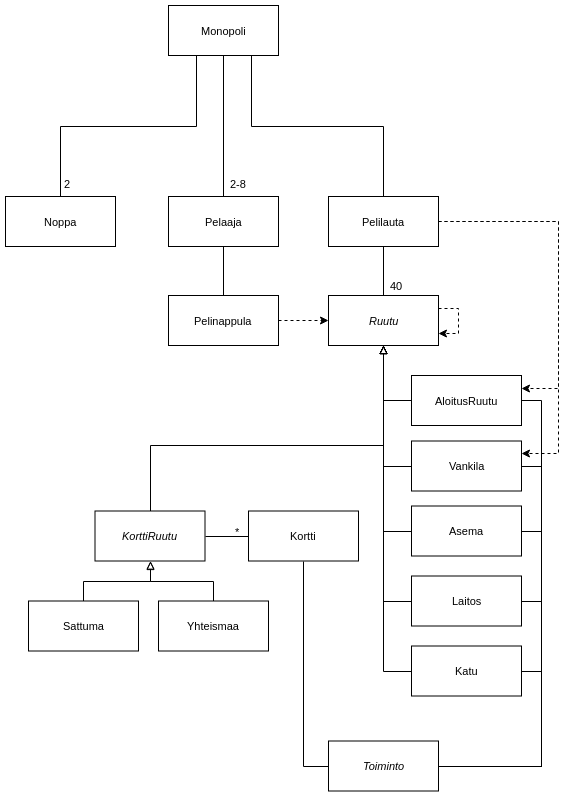 Monopoli
2
2-8
Noppa
Pelaaja
Pelilauta
40
Pelinappula
Ruutu
AloitusRuutu
Vankila
KorttiRuutu
*
Kortti
Asema
Laitos
Sattuma
Yhteismaa
Katu
Toiminto